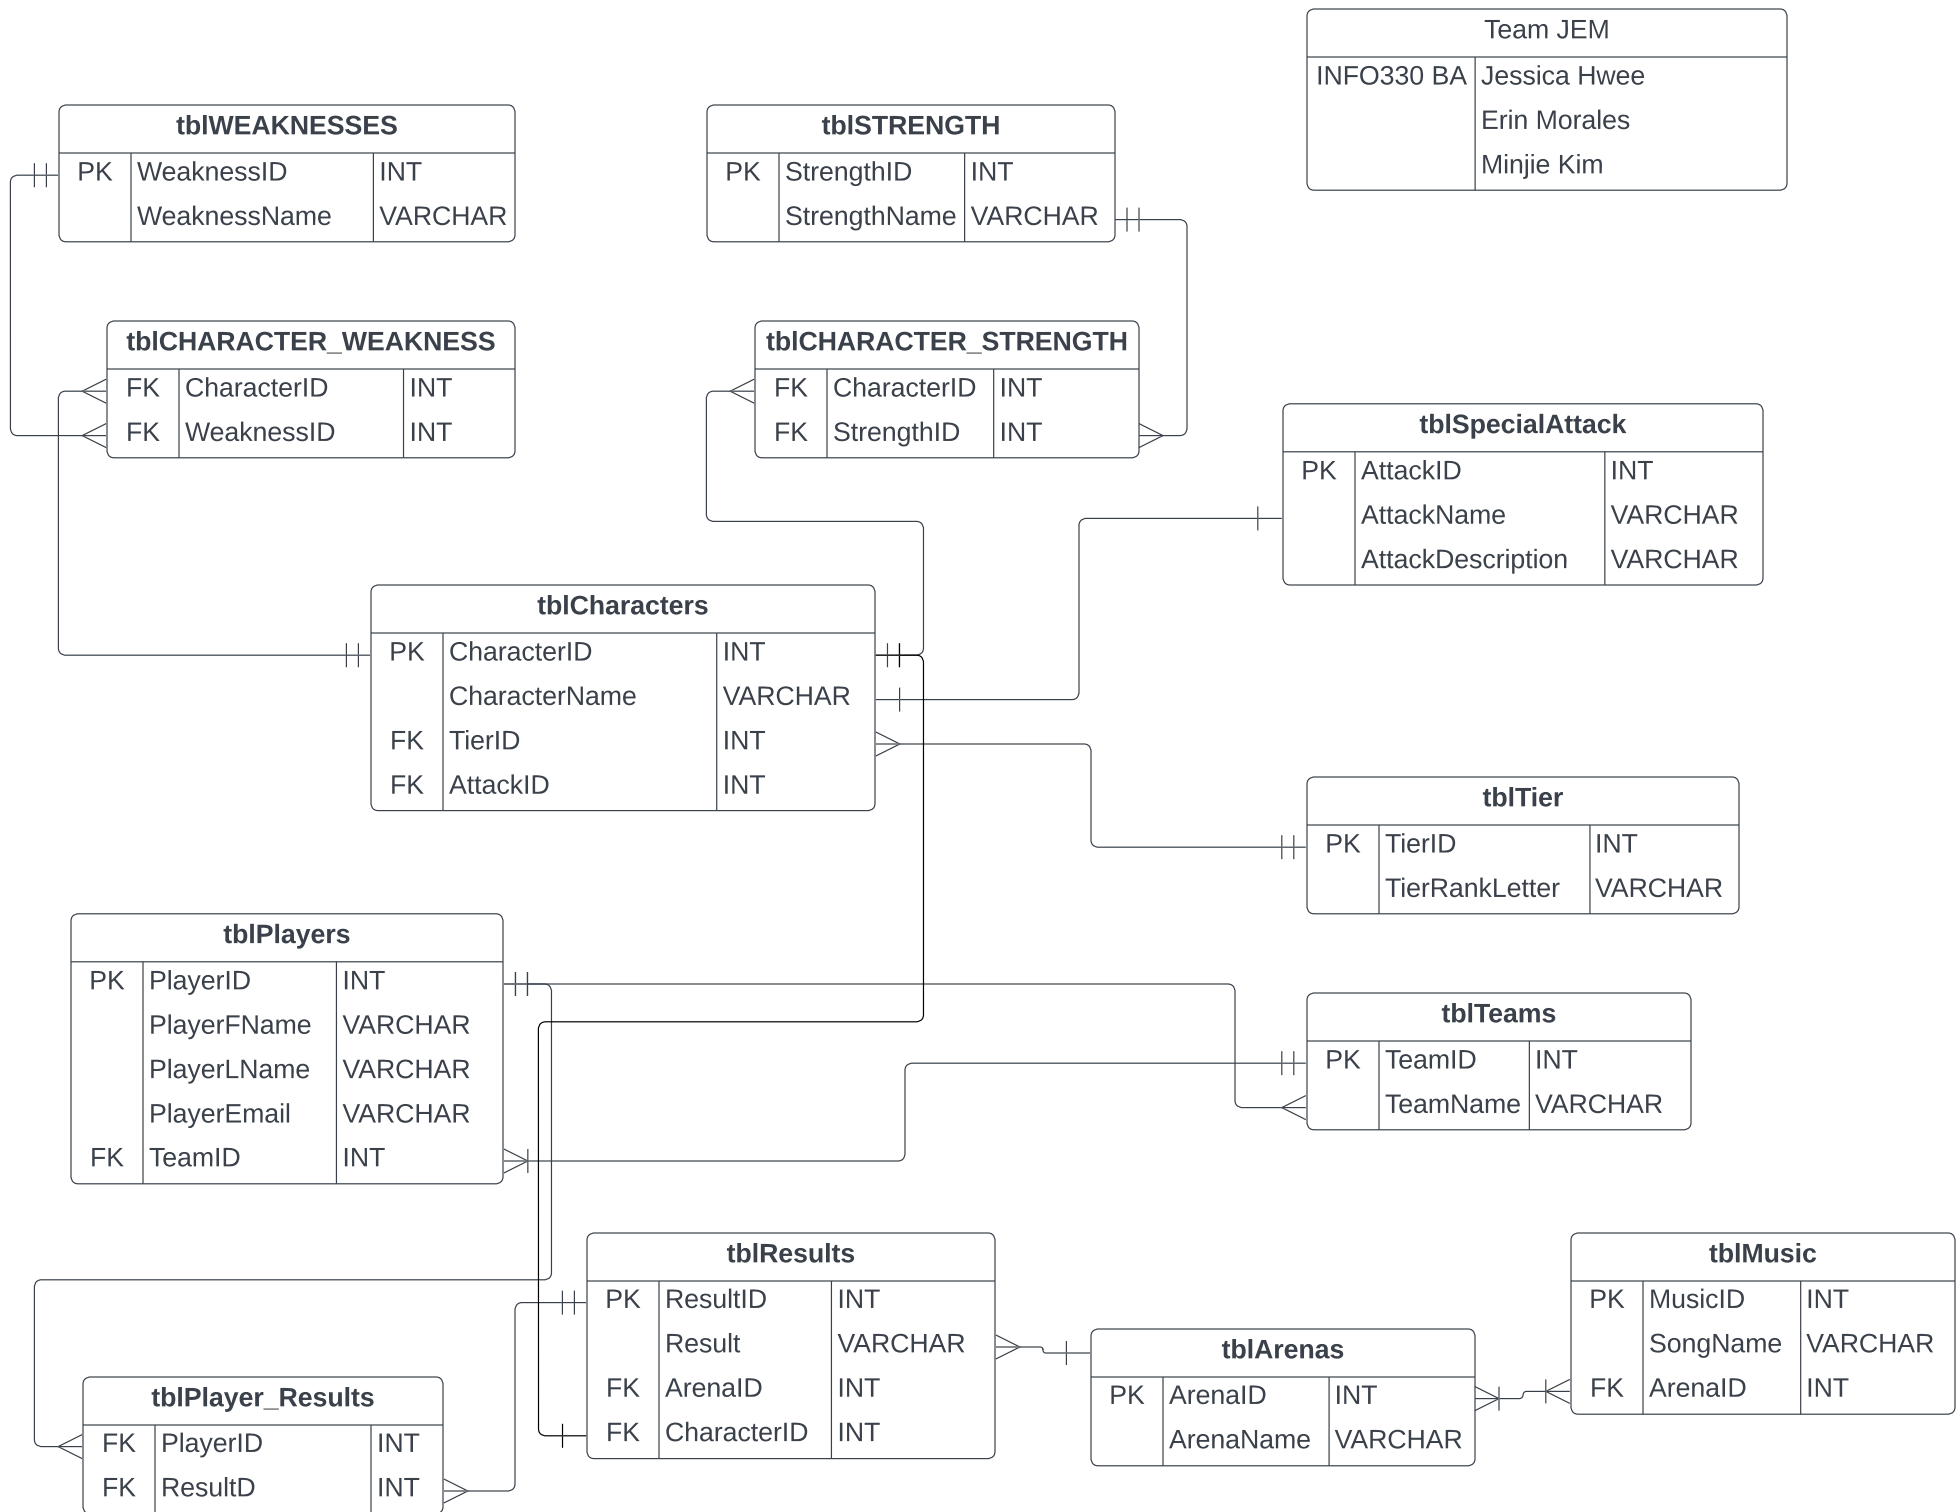 Team JEM
INFO330 BA Jessica Hwee
Erin Morales
Minjie Kim
tblWEAKNESSES
PK WeaknessID INT
WeaknessName VARCHAR
tblSTRENGTH
PK StrengthID INT
StrengthName VARCHAR
tblCHARACTER_WEAKNESS
FK CharacterID INT
FK WeaknessID INT
tblCHARACTER_STRENGTH
FK CharacterID INT
FK StrengthID INT
tblSpecialAttack
PK AttackID INT
AttackName VARCHAR
AttackDescription VARCHAR
tblCharacters
PK CharacterID INT
CharacterName VARCHAR
FK TierID INT
FK AttackID INT
tblTier
PK TierID INT
TierRankLetter VARCHAR
tblPlayers
PK PlayerID INT
PlayerFName VARCHAR
PlayerLName VARCHAR
PlayerEmail VARCHAR
FK TeamID INT
tblTeams
PK TeamID INT
TeamName VARCHAR
tblResults
PK ResultID INT
Result VARCHAR
FK ArenaID INT
FK CharacterID INT
tblMusic
PK MusicID INT
SongName VARCHAR
FK ArenaID INT
tblArenas
PK ArenaID INT
ArenaName VARCHAR
tblPlayer_Results
FK PlayerID INT
FK ResultD INT